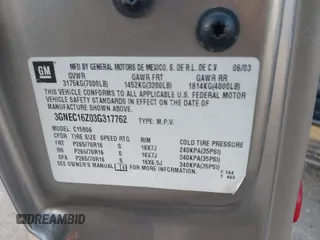 GM
MFD BY GENERAL MOTORS DE MEXICO, S. DE R.L. DE C.V. 06/03
GVWR GAWR FRT GAWR RR
3175KG(7000LB) 1452KG(3200LB) 1814KG(4000LB)
THIS VEHICLE CONFORMS TO ALL APPLICABLE U.S. FEDERAL MOTOR
VEHICLE SAFETY STANDARDS IN EFFECT ON THE DATE OF
MANUFACTURE SHOWN ABOVE.
3GNEC16Z03G317762 TYPE: M.P.V.
MODEL: C15906
TIRE SIZE SPEED RTG RIM COLD TIRE PRESSURE
FRT P265/70R16 S 16X7J 240KPA(35PSI)
RR P265/70R16 S 16X7J 240KPA(35PSI)
SPA P265/70R16 S 16X6.5J 240KPA(35PSI)
SEE OWNER'S MANUAL FOR ADDITIONAL INFORMATION
DREAMBID